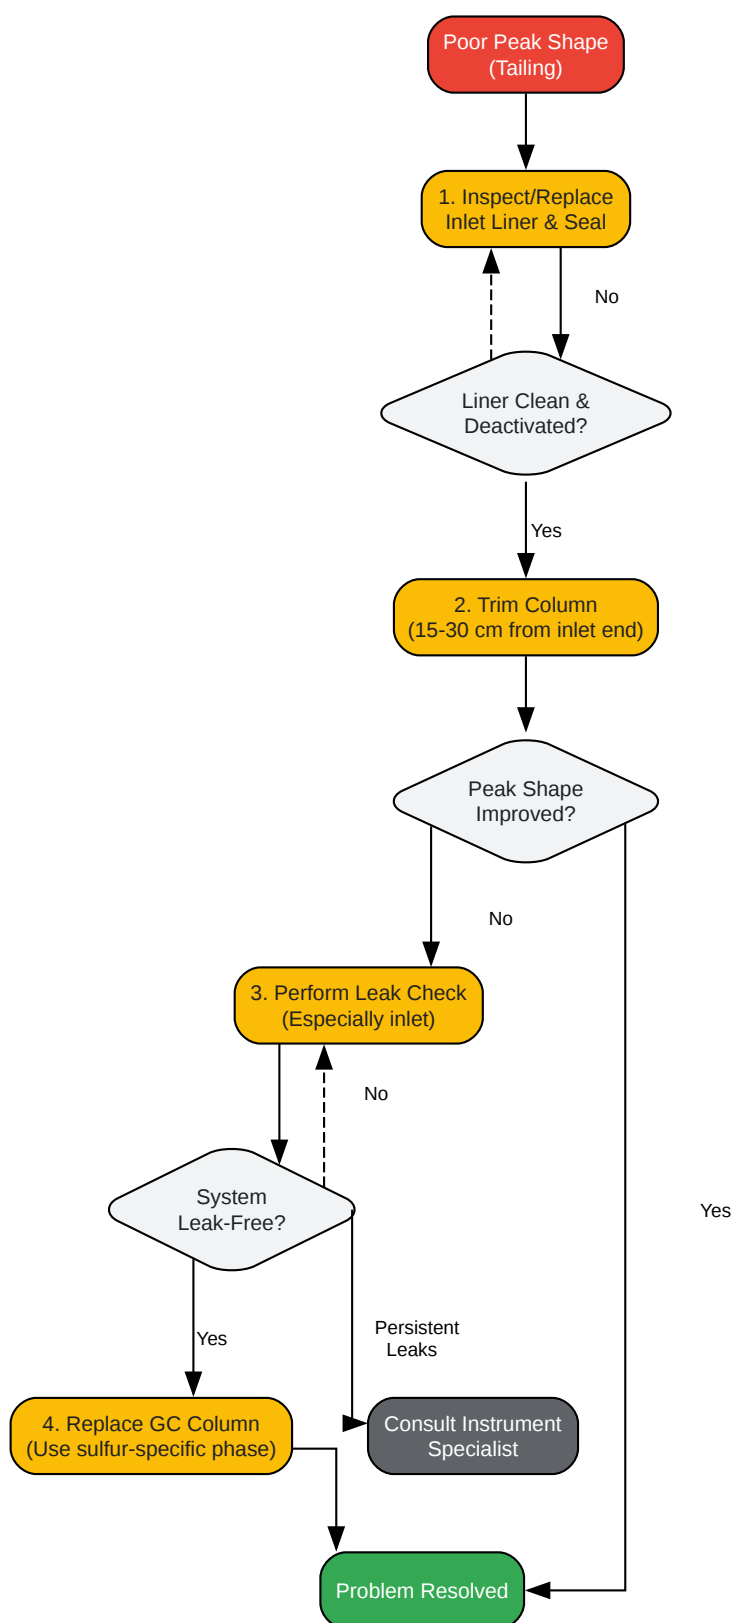 Poor Peak Shape
(Tailing)
1. Inspect/Replace
Inlet Liner & Seal
No
Liner Clean &
Deactivated?
Yes
2. Trim Column
(15-30 cm from inlet end)
Peak Shape
Improved?
No
3. Perform Leak Check
(Especially inlet)
No
System
Leak-Free?
Yes
Yes
Persistent
Leaks
4. Replace GC Column
(Use sulfur-specific phase)
Consult Instrument
Specialist
Problem Resolved